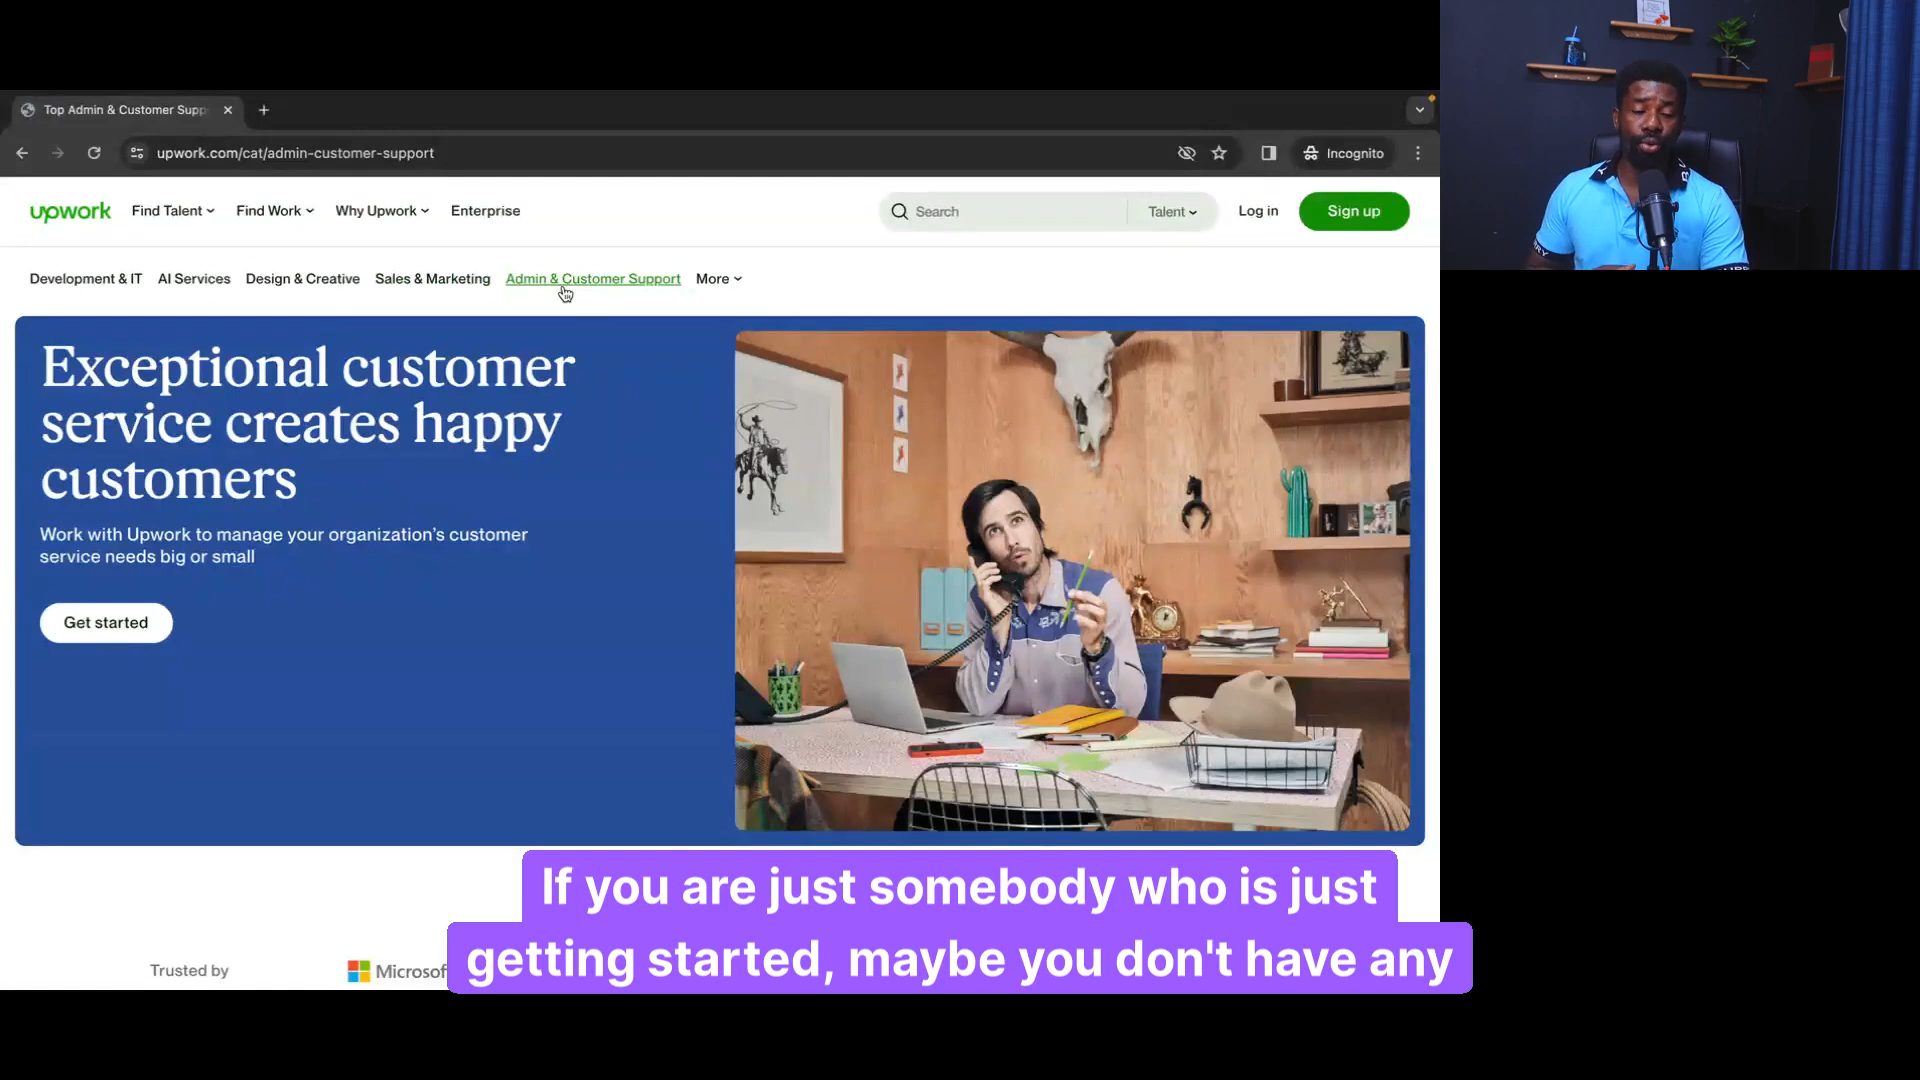 Top Admin & Customer Supp
upwork.com/cat/admin-customer-support
Incognito
upwork
Find Talent
Find Work
Why Upwork
Enterprise
Search
Talent
Log in
Sign up
Development & IT
AI Services
Design & Creative
Sales & Marketing
Admin & Customer Support
More
Exceptional customer
service creates happy
customers
Work with Upwork to manage your organization's customer
service needs big or small
Get started
Trusted by
Microsof
If you are just somebody who is just
getting started, maybe you don't have any